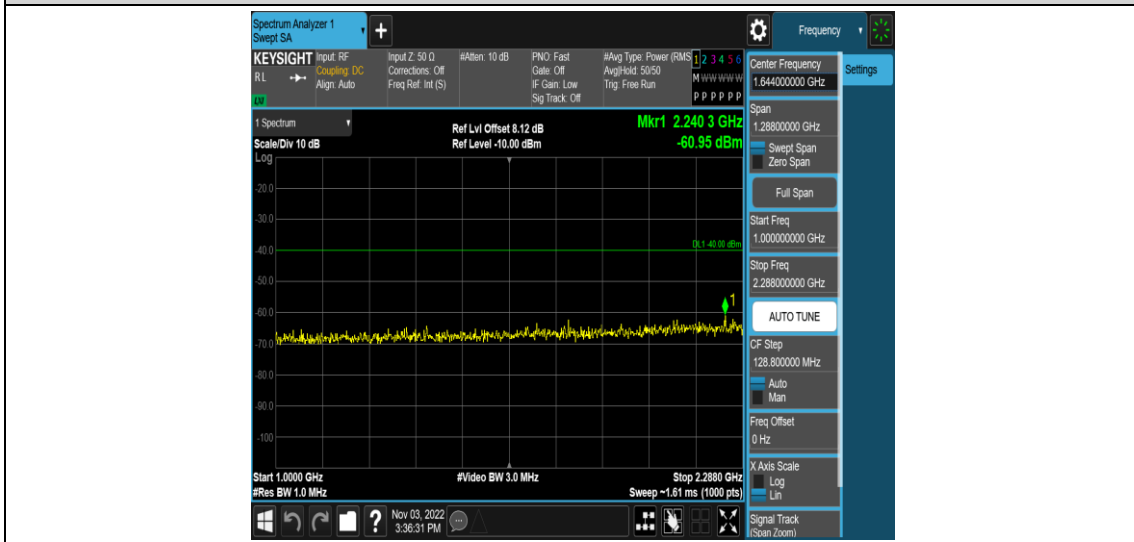 Spectrum Analyzer 1
Swept SA
+
Frequency
KEYSIGHT
RL
LXI
Input: RF
Coupling: DC
Align: Auto
Input Z: 50 Ω
Corrections: Off
Freq Ref: Int (S)
#Atten: 10 dB
PNO: Fast
Gate: Off
IF Gain: Low
Sig Track: Off
#Avg Type: Power (RMS
Avg|Hold: 50/50
Trig: Free Run
1 2 3 4 5 6
M W W W W W
P P P P P P
1 Spectrum
Scale/Div 10 dB
Log
Ref Lvl Offset 8.12 dB
Ref Level -10.00 dBm
Mkr1 2.240 3 GHz
-60.95 dBm
-20.0
-30.0
-40.0
DL1 -40.00 dBm
-50.0
-60.0
1
-70.0
-80.0
-90.0
-100
Start 1.0000 GHz
#Res BW 1.0 MHz
#Video BW 3.0 MHz
Stop 2.2880 GHz
Sweep ~1.61 ms (1000 pts)
Center Frequency
1.644000000 GHz
Settings
Span
1.28800000 GHz
Swept Span
Zero Span
Full Span
Start Freq
1.000000000 GHz
Stop Freq
2.288000000 GHz
AUTO TUNE
CF Step
128.800000 MHz
Auto
Man
Freq Offset
0 Hz
X Axis Scale
Log
Lin
Signal Track
(Span Zoom)
?
Nov 03, 2022
3:36:31 PM